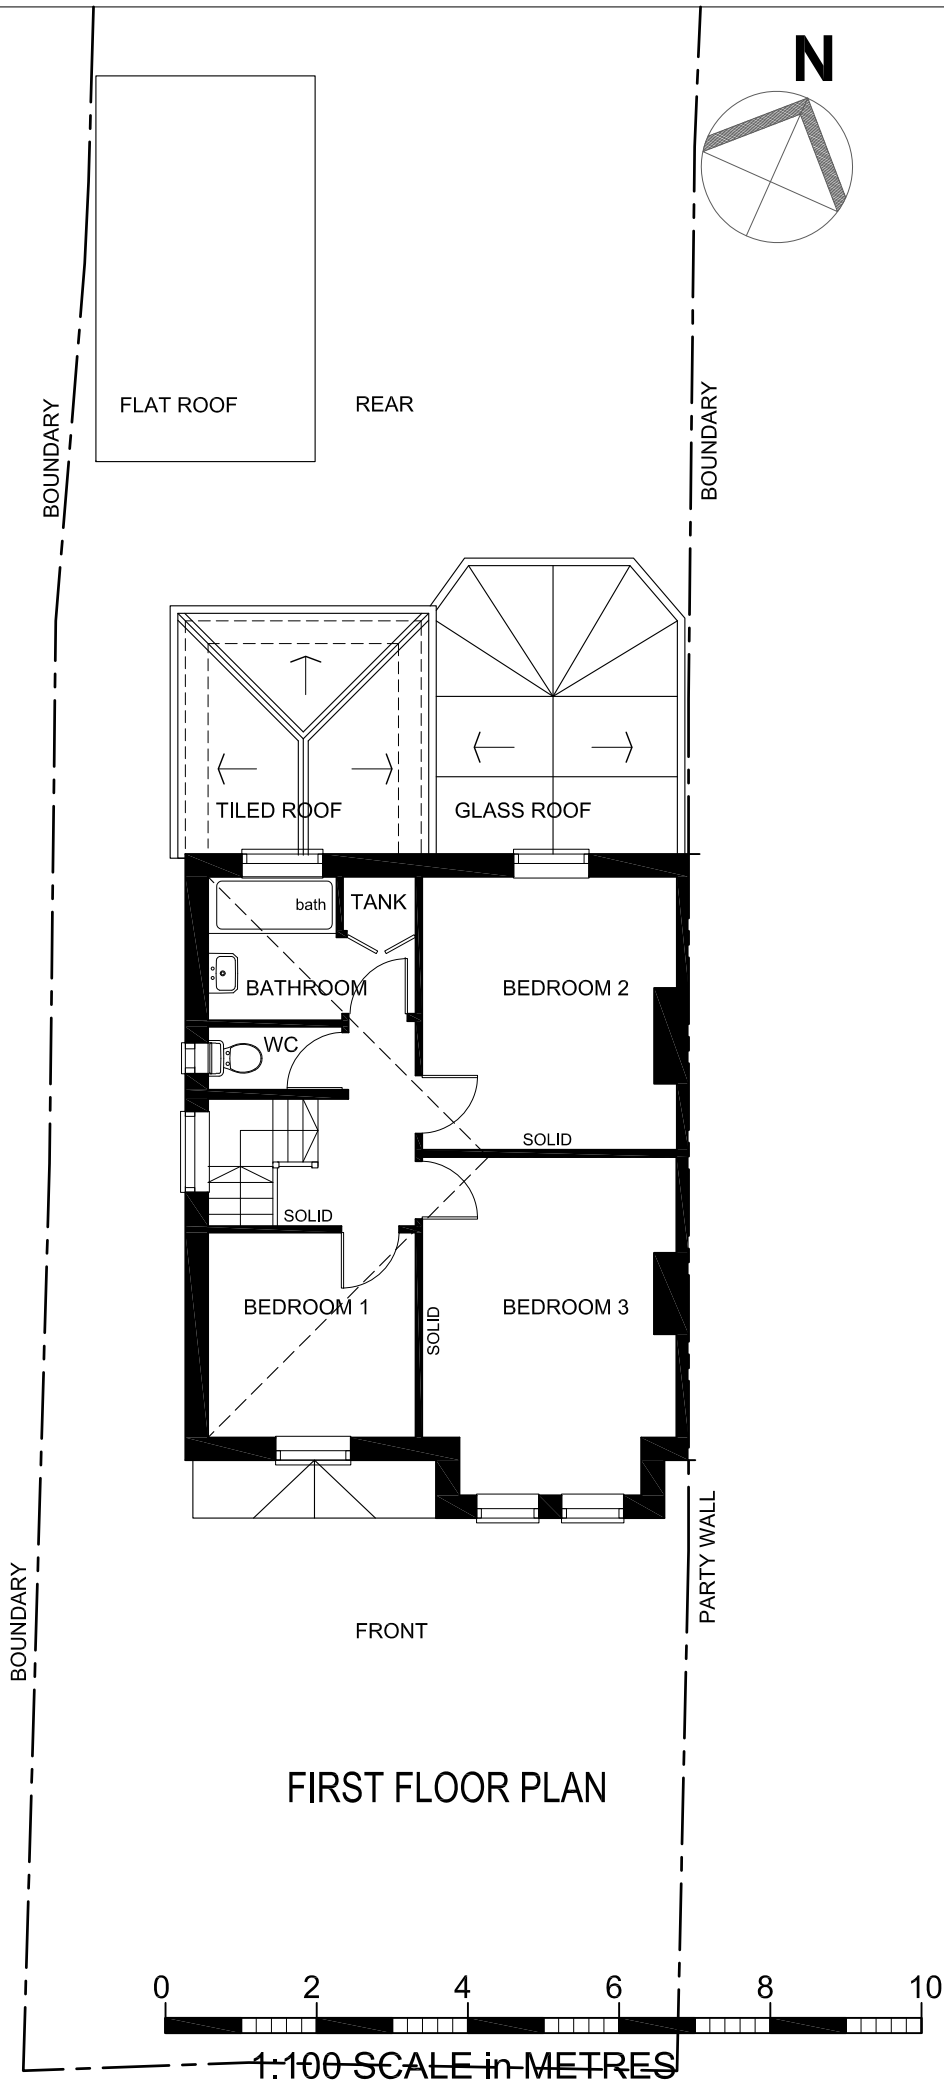 N
FLAT ROOF
REAR
BOUNDARY
BOUNDARY
TILED ROOF
GLASS ROOF
bath
TANK
BATHROOM
BEDROOM 2
WC
SOLID
SOLID
BEDROOM 1
BEDROOM 3
SOLID
PARTY WALL
BOUNDARY
FRONT
FIRST FLOOR PLAN
0 2 4 6 8 10
1:100 SCALE in METRES